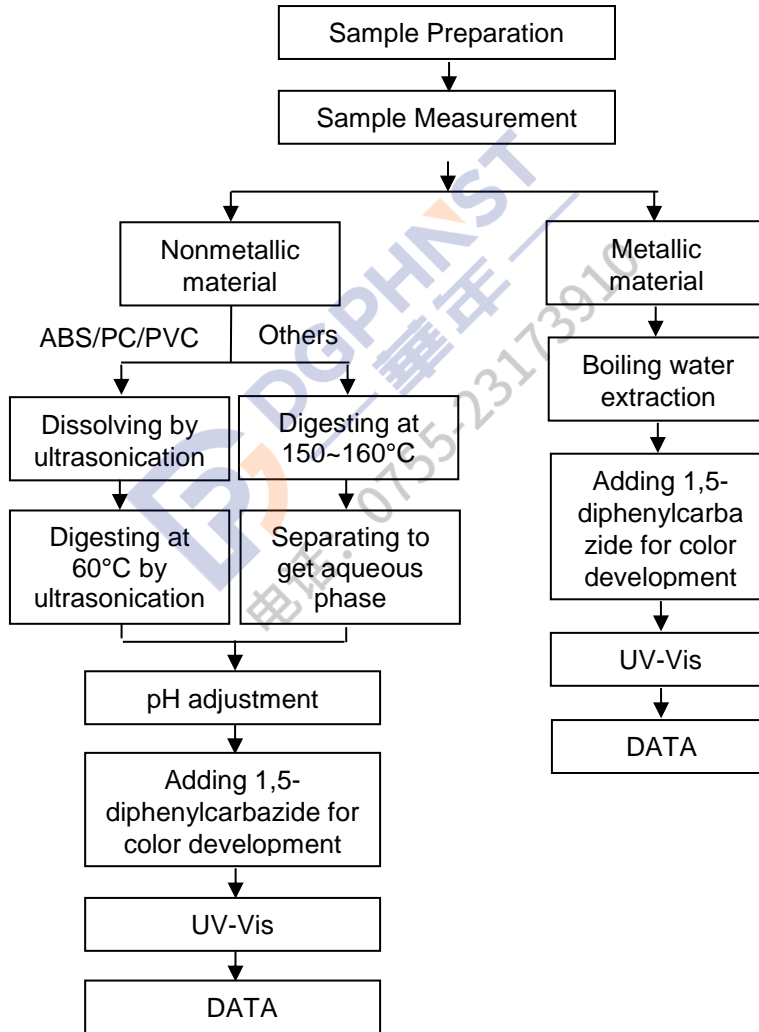 Sample Preparation
Sample Measurement
Nonmetallic
material
Metallic
material
ABS/PC/PVC
Others
Boiling water
extraction
Dissolving by
ultrasonication
Digesting at
150~160°C
Adding 1,5-
diphenylcarba
zide for color
development
Digesting at
60°C by
ultrasonication
Separating to
get aqueous
phase
UV-Vis
pH adjustment
DATA
Adding 1,5-
diphenylcarbazide for
color development
UV-Vis
DATA
DGPHNST
華年
电话：0755-23173910